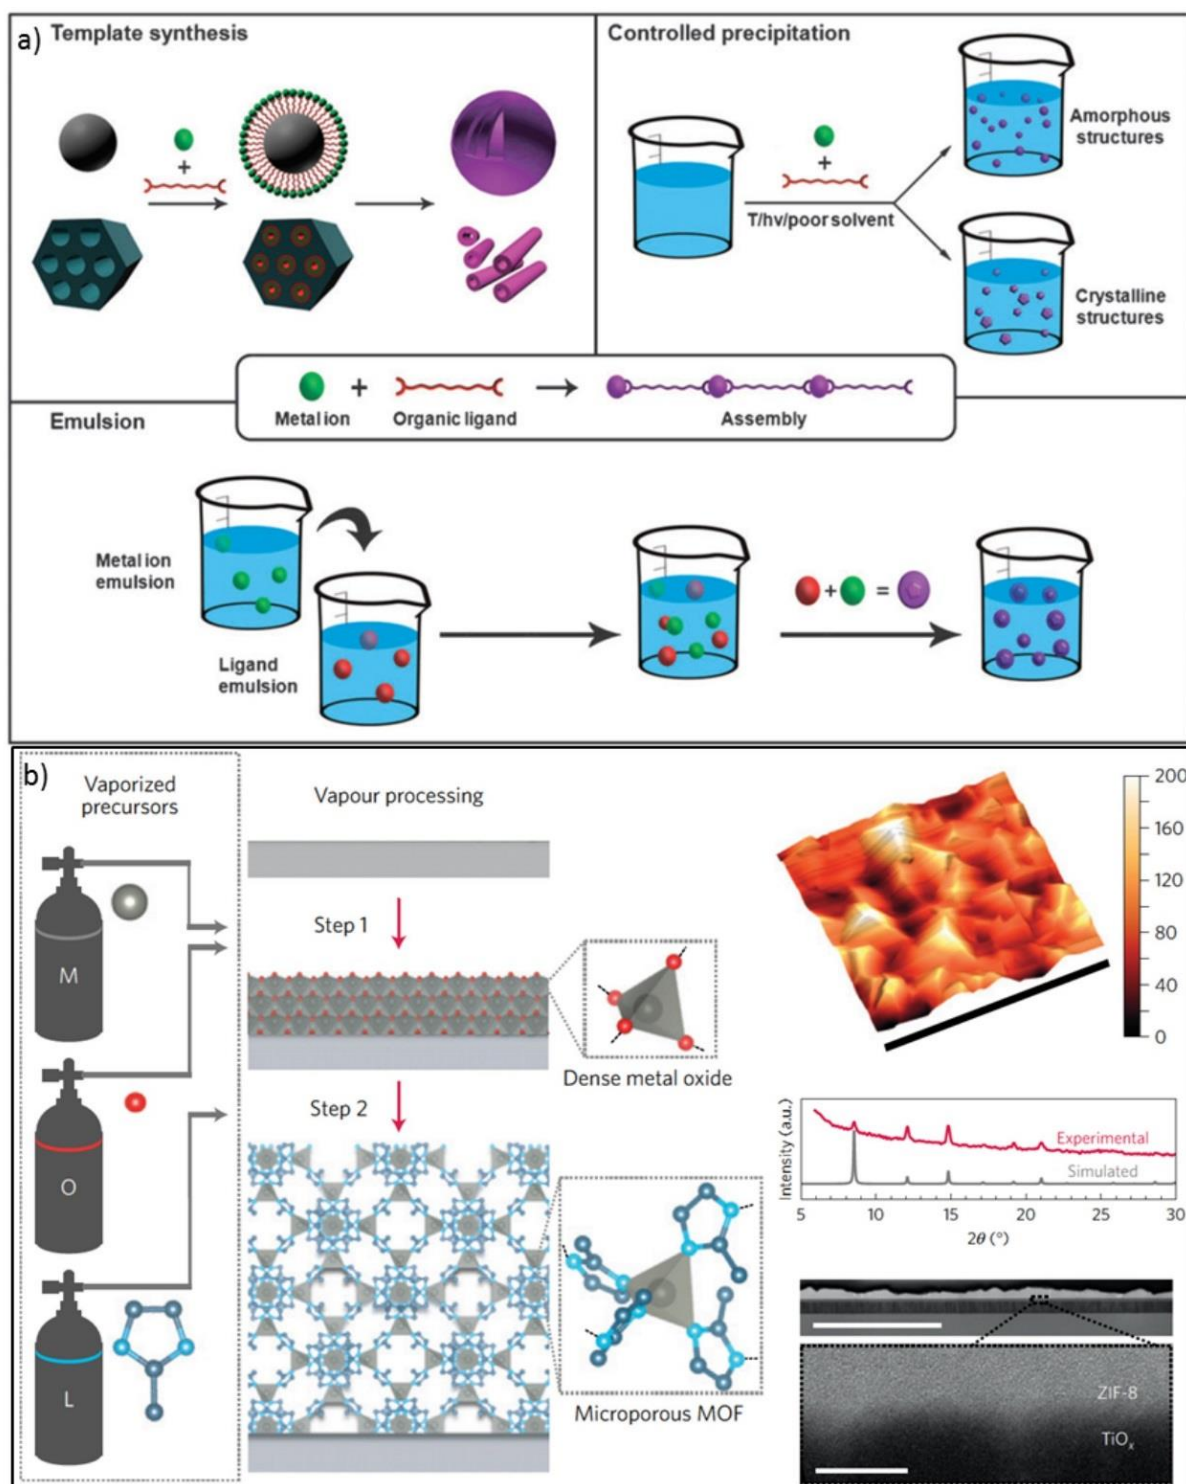 a) Template synthesis
Controlled precipitation
+
+
T/hv/poor solvent
Amorphous
structures
Crystalline
structures
+
Metal ion
Organic ligand
Assembly
Emulsion
Metal ion
emulsion
Ligand
emulsion
+ =
b)
Vaporized
precursors
Vapour processing
M
O
L
Step 1
Dense metal oxide
Step 2
Microporous MOF
200
160
120
80
40
0
Intensity (a.u.)
Experimental
Simulated
5 10 15 20 25 30
2θ (°)
ZIF-8
TiOₓ